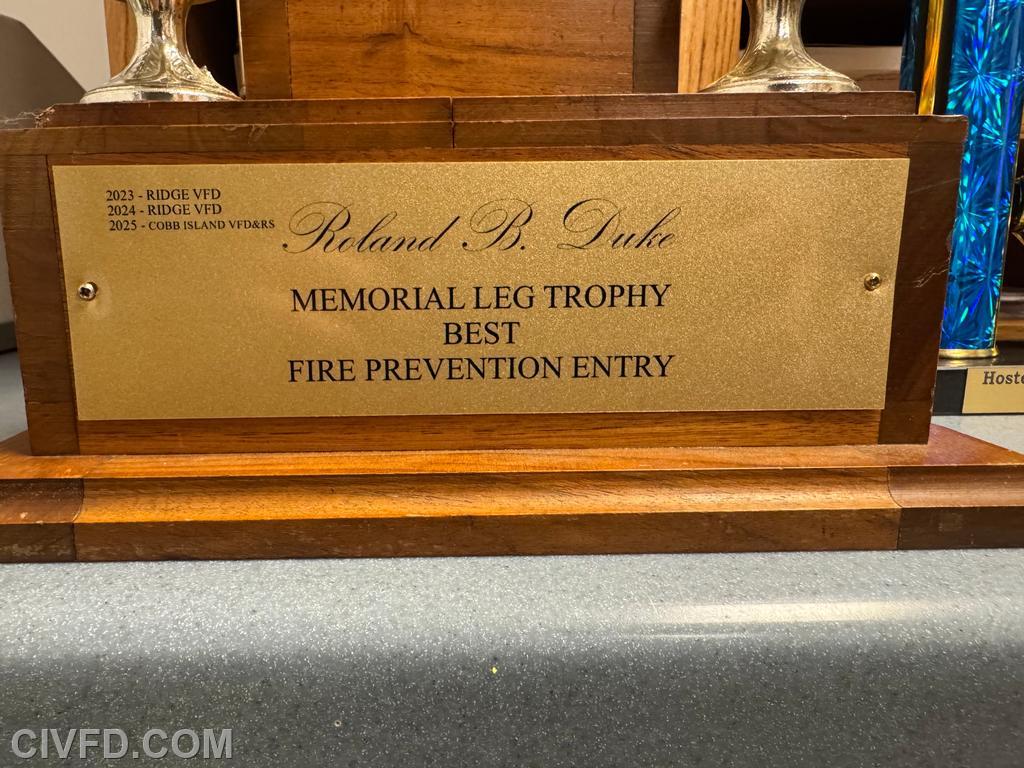 2023 - RIDGE VFD
2024 - RIDGE VFD
2025 - COBB ISLAND VFD&RS
Roland B. Duke
MEMORIAL LEG TROPHY
BEST
FIRE PREVENTION ENTRY
CIVFD.COM